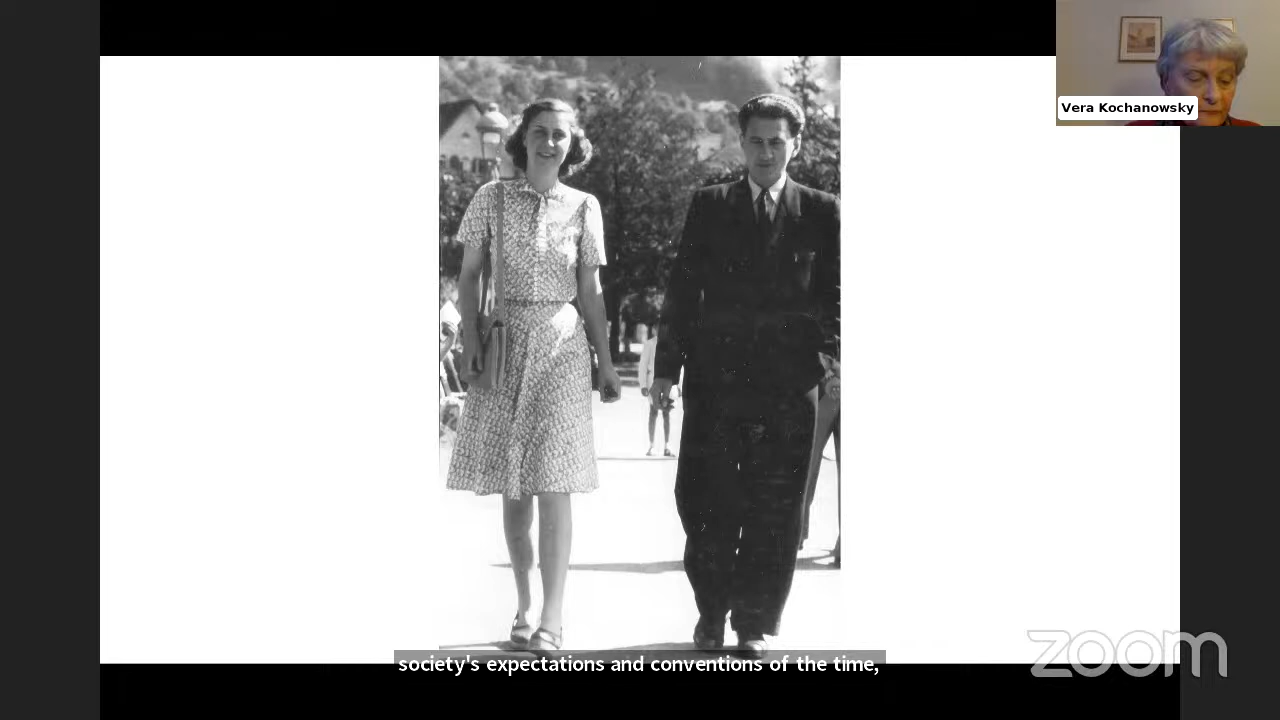 Vera Kochanowsky
society's expectations and conventions of the time,
zoom